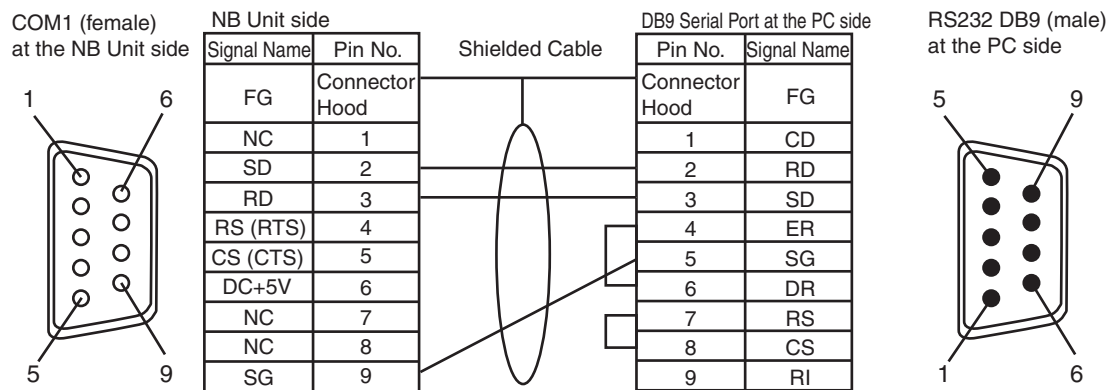 COM1 (female)
at the NB Unit side
NB Unit side
Shielded Cable
DB9 Serial Port at the PC side
RS232 DB9 (male)
at the PC side
Signal Name Pin No. Pin No. Signal Name
FG Connector Hood Connector Hood FG
NC 1 1 CD
SD 2 2 RD
RD 3 3 SD
RS (RTS) 4 4 ER
CS (CTS) 5 5 SG
DC+5V 6 6 DR
NC 7 7 RS
NC 8 8 CS
SG 9 9 RI
1 6
5 9
5 9
1 6